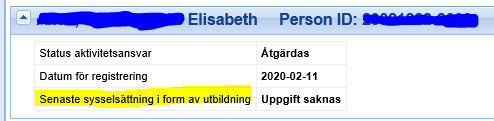 Elisabeth Person ID:
Status aktivitetsansvar Åtgärdas
Datum för registrering 2020-02-11
Senaste sysselsättning i form av utbildning Uppgift saknas